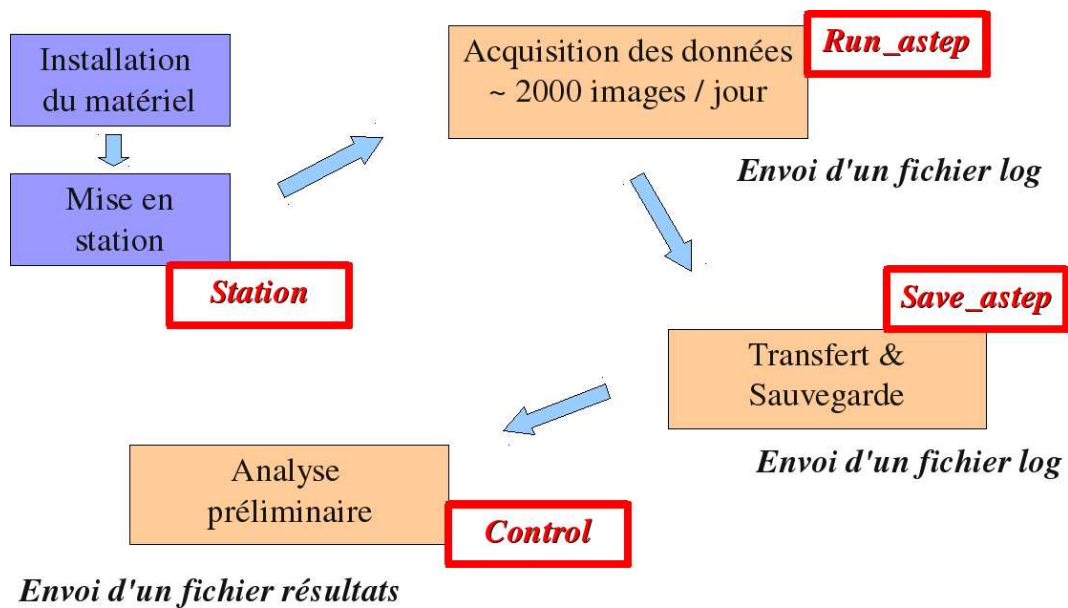 Installation
du matériel
Mise en
station
Station
Acquisition des données
~ 2000 images / jour
Run_astep
Envoi d'un fichier log
Save_astep
Transfert &
Sauvegarde
Envoi d'un fichier log
Analyse
préliminaire
Control
Envoi d'un fichier résultats